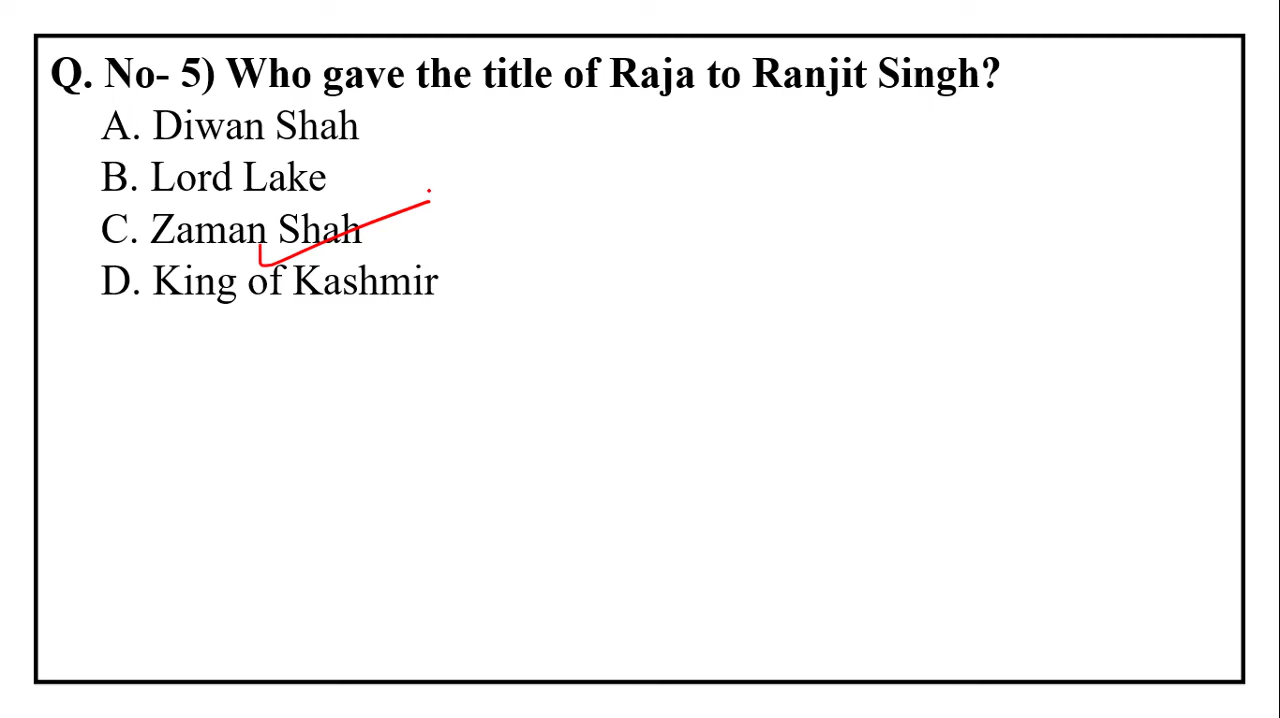 Q. No- 5) Who gave the title of Raja to Ranjit Singh?
A. Diwan Shah
B. Lord Lake
C. Zaman Shah
D. King of Kashmir